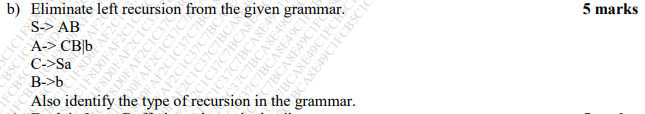 b) Eliminate left recursion from the given grammar. 5 marks
S-> AB
A-> CB|b
C->Sa
B->b
Also identify the type of recursion in the grammar.